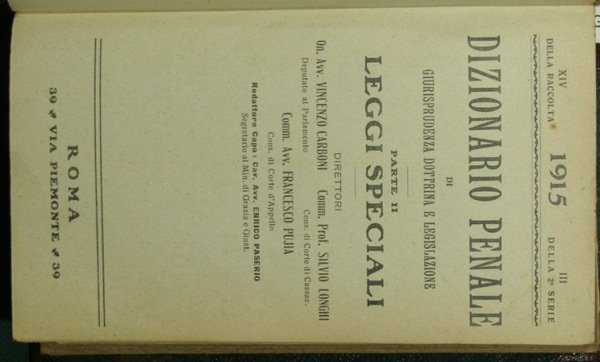 XIV
DELLA RACCOLTA
1915
III
DELLA 2ª SERIE
DIZIONARIO PENALE
DI
GIURISPRUDENZA DOTTRINA E LEGISLAZIONE
PARTE II
LEGGI SPECIALI
DIRETTORI
On. Avv. VINCENZO CARBONI
Deputato al Parlamento
Comm. Prof. SILVIO LONGHI
Cons. di Corte di Cassaz.
Comm. Avv. FRANCESCO PUJIA
Cons. di Corte d'Appello
Redattore Capo: Cav. Avv. ENRICO PASERIO
Segretario al Min. di Grazia e Giust.
ROMA
39 VIA PIEMONTE 39